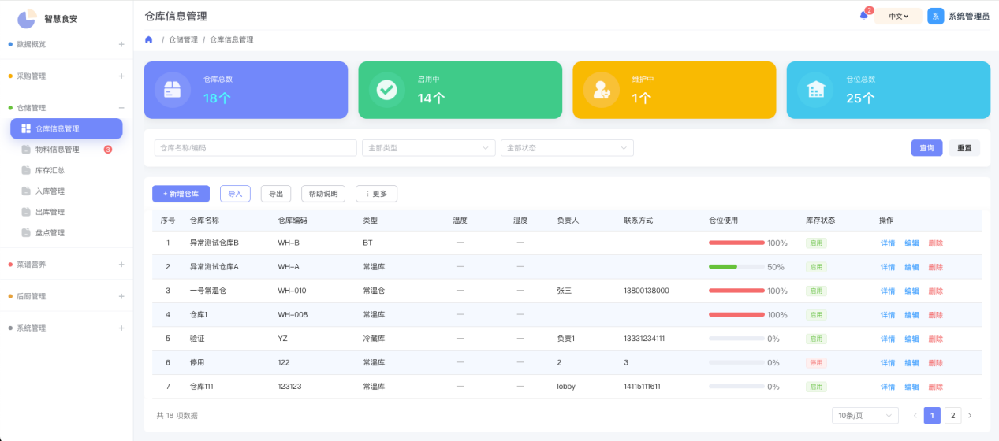 智慧食安
数据概览
采购管理
仓储管理
仓库信息管理
物料信息管理 3
库存汇总
入库管理
出库管理
盘点管理
菜谱营养
后厨管理
系统管理
仓库信息管理
2 中文 系 系统管理员
/ 仓储管理 / 仓库信息管理
仓库总数
18个
启用中
14个
维护中
1个
仓位总数
25个
仓库名称/编码 全部类型 全部状态 查询 重置
+ 新增仓库 导入 导出 帮助说明 ⋮ 更多
序号 仓库名称 仓库编码 类型 温度 湿度 负责人 联系方式 仓位使用 库存状态 操作
1 异常测试仓库B WH-B BT — — 100% 启用 详情 编辑 删除
2 异常测试仓库A WH-A 常温库 — — 50% 启用 详情 编辑 删除
3 一号常温仓 WH-010 常温仓 — — 张三 13800138000 100% 启用 详情 编辑 删除
4 仓库1 WH-008 常温库 — — 100% 启用 详情 编辑 删除
5 验证 YZ 冷藏库 — — 负责1 13331234111 0% 启用 详情 编辑 删除
6 停用 122 常温库 — — 2 3 0% 停用 详情 编辑 删除
7 仓库111 123123 常温库 — — lobby 14115111611 0% 启用 详情 编辑 删除
共 18 项数据 10条/页 1 2